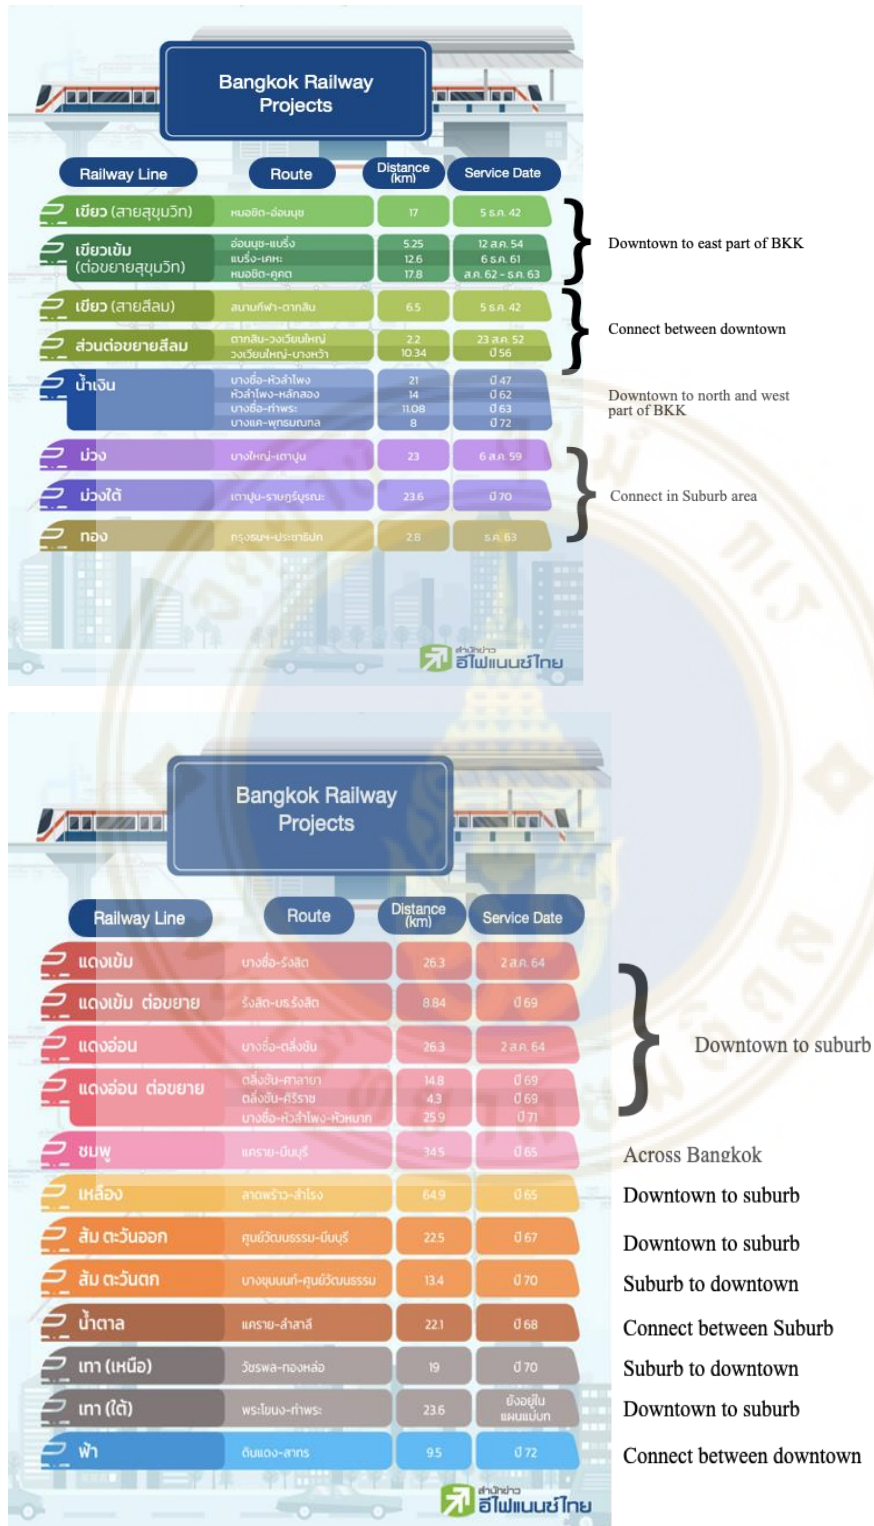 Bangkok Railway
Projects
Railway Line
Route
Distance
(km)
Service Date
เขียว (สายสุขุมวิท)
หมอชิต-อ่อนนุช
17
5 ธ.ค. 42
เขียวเข้ม
(ต่อขยายสุขุมวิท)
อ่อนนุช-แบริ่ง
5.25
12 ส.ค. 54
แบริ่ง-เคหะ
12.6
6 ธ.ค. 61
หมอชิต-คูคต
17.8
ส.ค. 62 - ธ.ค. 63
Downtown to east part of BKK
เขียว (สายสีลม)
สนามกีฬา-ตากสิน
6.5
5 ธ.ค. 42
ส่วนต่อขยายสีลม
ตากสิน-วงเวียนใหญ่
2.2
23 ส.ค. 52
วงเวียนใหญ่-บางหว้า
10.34
ปี 56
Connect between downtown
น้ำเงิน
บางซื่อ-หัวลำโพง
21
ปี 47
หัวลำโพง-หลักสอง
14
ปี 62
บางซื่อ-ท่าพระ
11.08
ปี 63
บางแค-พุทธมณฑล
8
ปี 72
Downtown to north and west
part of BKK
ม่วง
บางใหญ่-เตาปูน
23
6 ส.ค. 59
ม่วงใต้
เตาปูน-ราษฎร์บูรณะ
23.6
ปี 70
ทอง
กรุงธนฯ-ประชาธิปก
2.8
ธ.ค. 63
Connect in Suburb area
สำนักข่าว
อีไฟแนนซ์ไทย
Bangkok Railway
Projects
Railway Line
Route
Distance
(km)
Service Date
แดงเข้ม
บางซื่อ-รังสิต
26.3
2 ส.ค. 64
แดงเข้ม ต่อขยาย
รังสิต-มธ.รังสิต
8.84
ปี 69
แดงอ่อน
บางซื่อ-ตลิ่งชัน
26.3
2 ส.ค. 64
แดงอ่อน ต่อขยาย
ตลิ่งชัน-ศาลายา
14.8
ปี 69
ตลิ่งชัน-ศิริราช
4.3
ปี 69
บางซื่อ-หัวลำโพง-หัวหมาก
25.9
ปี 71
Downtown to suburb
ชมพู
แคราย-มีนบุรี
34.5
ปี 65
Across Bangkok
เหลือง
ลาดพร้าว-สำโรง
64.9
ปี 65
Downtown to suburb
ส้ม ตะวันออก
ศูนย์วัฒนธรรม-มีนบุรี
22.5
ปี 67
Downtown to suburb
ส้ม ตะวันตก
บางขุนนนท์-ศูนย์วัฒนธรรม
13.4
ปี 70
Suburb to downtown
น้ำตาล
แคราย-ลำสาลี
22.1
ปี 68
Connect between Suburb
เทา (เหนือ)
วัชรพล-ทองหล่อ
19
ปี 70
Suburb to downtown
เทา (ใต้)
พระโขนง-ท่าพระ
23.6
ยังอยู่ใน
แผนแม่บท
Downtown to suburb
ฟ้า
ดินแดง-สาทร
9.5
ปี 72
Connect between downtown
สำนักข่าว
อีไฟแนนซ์ไทย